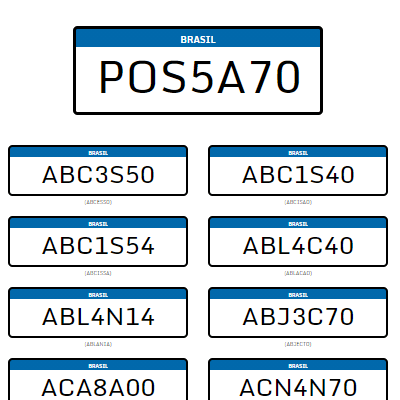 BRASIL
POS5A70
BRASIL
ABC3S50
(ABCESSO)
BRASIL
ABC1S40
(ABCISAO)
BRASIL
ABC1S54
(ABCISSA)
BRASIL
ABL4C40
(ABLACAO)
BRASIL
ABL4N14
(ABLANIA)
BRASIL
ABJ3C70
(ABJECTO)
BRASIL
ACA8A00
BRASIL
ACN4N70